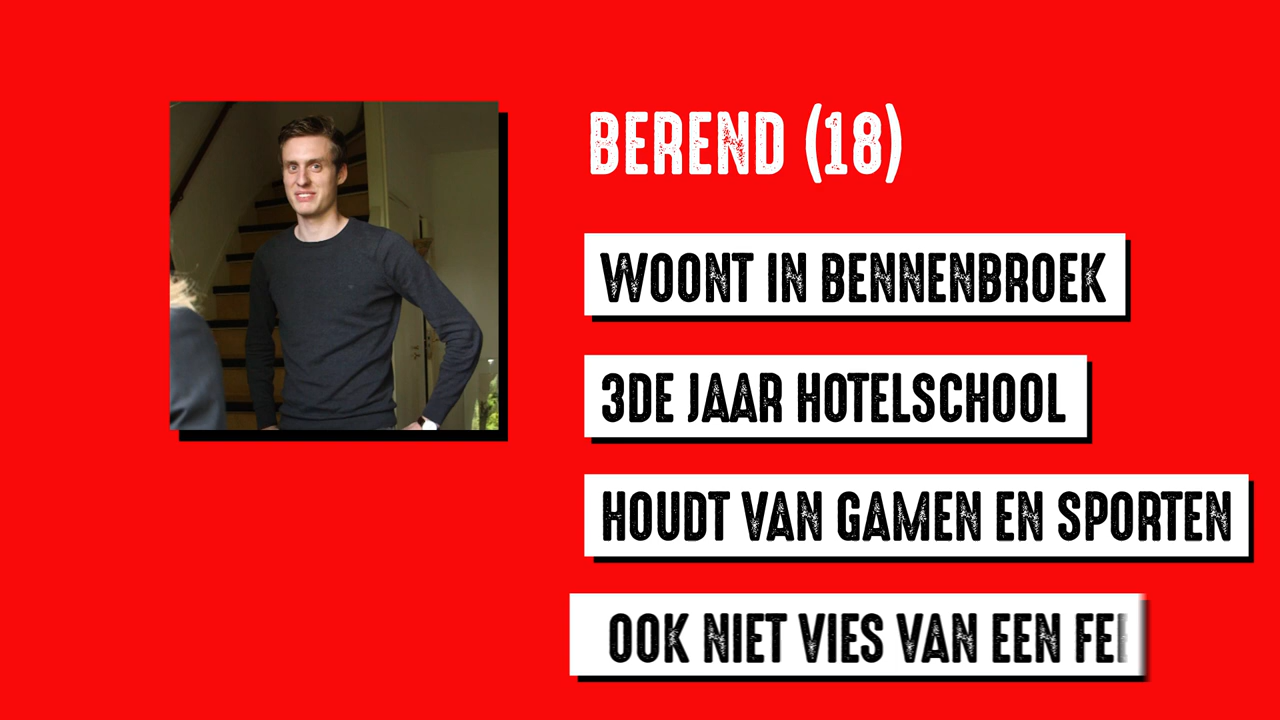 BEREND (18)
WOONT IN BENNENBROEK
3DE JAAR HOTELSCHOOL
HOUDT VAN GAMEN EN SPORTEN
OOK NIET VIES VAN EEN